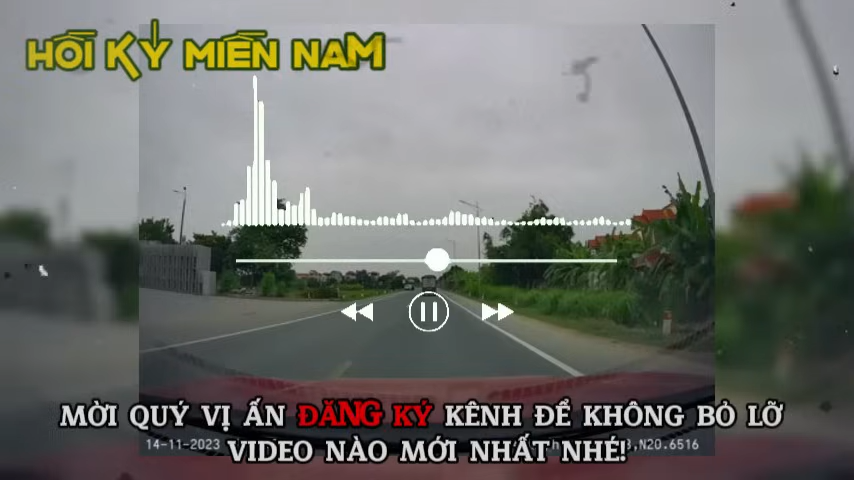 HỒI KÝ MIỀN NAM
MỜI QUÝ VỊ ẤN ĐĂNG KÝ KÊNH ĐỂ KHÔNG BỎ LỠ
14-11-2023
N20.6516
VIDEO NÀO MỚI NHẤT NHÉ!